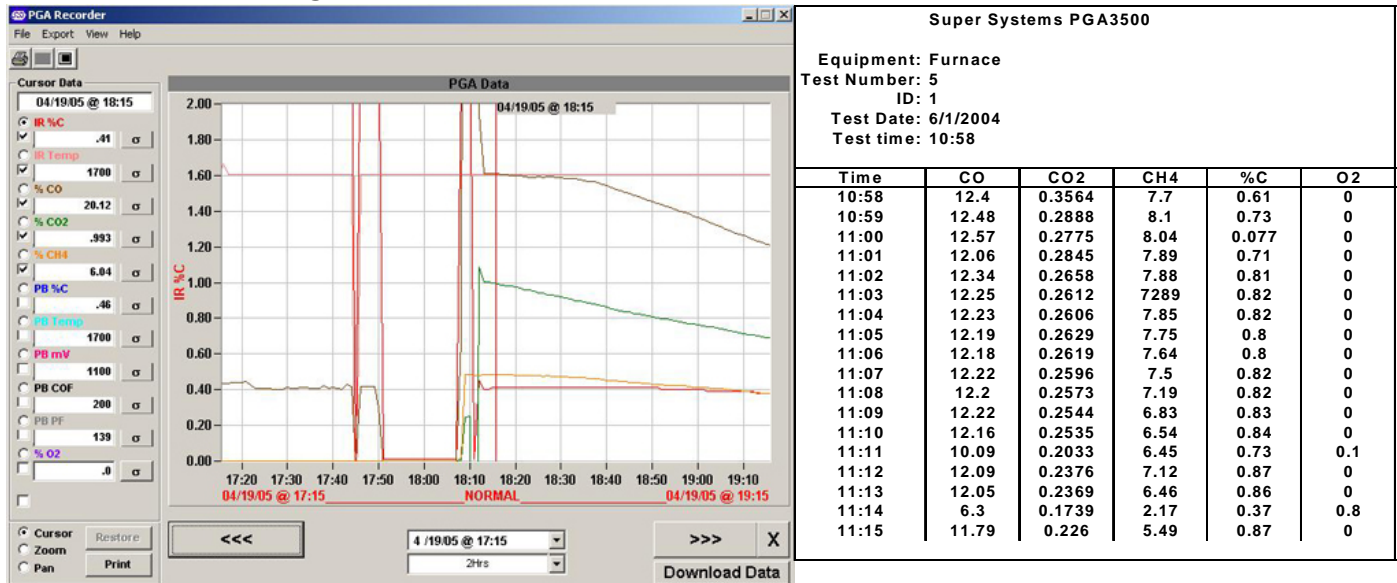 PGA Recorder
File Export View Help
Cursor Data
04/19/05 @ 18:15
IR %C
.41 σ
IR Temp
1700 σ
% CO
20.12 σ
% CO2
.993 σ
% CH4
6.04 σ
PB %C
.46 σ
PB Temp
1700 σ
PB mV
1100 σ
PB COF
200 σ
PB PF
139 σ
% O2
.0 σ
Cursor
Zoom
Pan
Restore
Print
PGA Data
04/19/05 @ 18:15
IR %C
2.00
1.80
1.60
1.40
1.20
1.00
0.80
0.60
0.40
0.20
0.00
17:20 17:30 17:40 17:50 18:00 18:10 18:20 18:30 18:40 18:50 19:00 19:10
04/19/05 @ 17:15 NORMAL 04/19/05 @ 19:15
<<< 4 /19/05 @ 17:15 >>> X
2Hrs Download Data
Super Systems PGA3500
Equipment: Furnace
Test Number: 5
ID: 1
Test Date: 6/1/2004
Test time: 10:58
Time CO CO2 CH4 %C O2
10:58 12.4 0.3564 7.7 0.61 0
10:59 12.48 0.2888 8.1 0.73 0
11:00 12.57 0.2775 8.04 0.077 0
11:01 12.06 0.2845 7.89 0.71 0
11:02 12.34 0.2658 7.88 0.81 0
11:03 12.25 0.2612 7289 0.82 0
11:04 12.23 0.2606 7.85 0.82 0
11:05 12.19 0.2629 7.75 0.8 0
11:06 12.18 0.2619 7.64 0.8 0
11:07 12.22 0.2596 7.5 0.82 0
11:08 12.2 0.2573 7.19 0.82 0
11:09 12.22 0.2544 6.83 0.83 0
11:10 12.16 0.2535 6.54 0.84 0
11:11 10.09 0.2033 6.45 0.73 0.1
11:12 12.09 0.2376 7.12 0.87 0
11:13 12.05 0.2369 6.46 0.86 0
11:14 6.3 0.1739 2.17 0.37 0.8
11:15 11.79 0.226 5.49 0.87 0